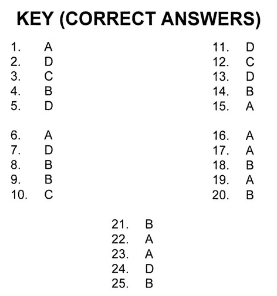 KEY (CORRECT ANSWERS)
1. A
2. D
3. C
4. B
5. D
6. A
7. D
8. B
9. B
10. C
11. D
12. C
13. D
14. B
15. A
16. A
17. A
18. B
19. A
20. B
21. B
22. A
23. A
24. D
25. B